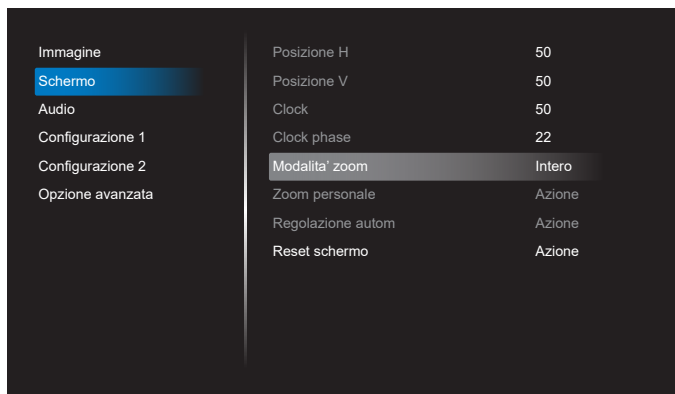 Immagine
Schermo
Audio
Configurazione 1
Configurazione 2
Opzione avanzata
Posizione H 50
Posizione V 50
Clock 50
Clock phase 22
Modalita’ zoom Intero
Zoom personale Azione
Regolazione autom Azione
Reset schermo Azione